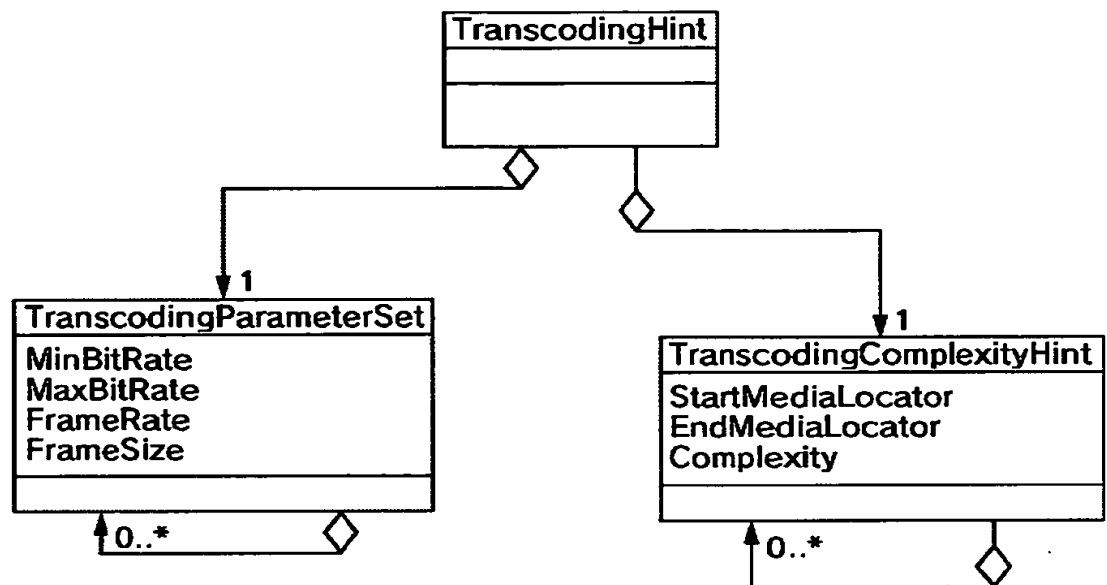 TranscodingHint
1
TranscodingParameterSet
MinBitRate
MaxBitRate
FrameRate
FrameSize
0..*
1
TranscodingComplexityHint
StartMediaLocator
EndMediaLocator
Complexity
0..*